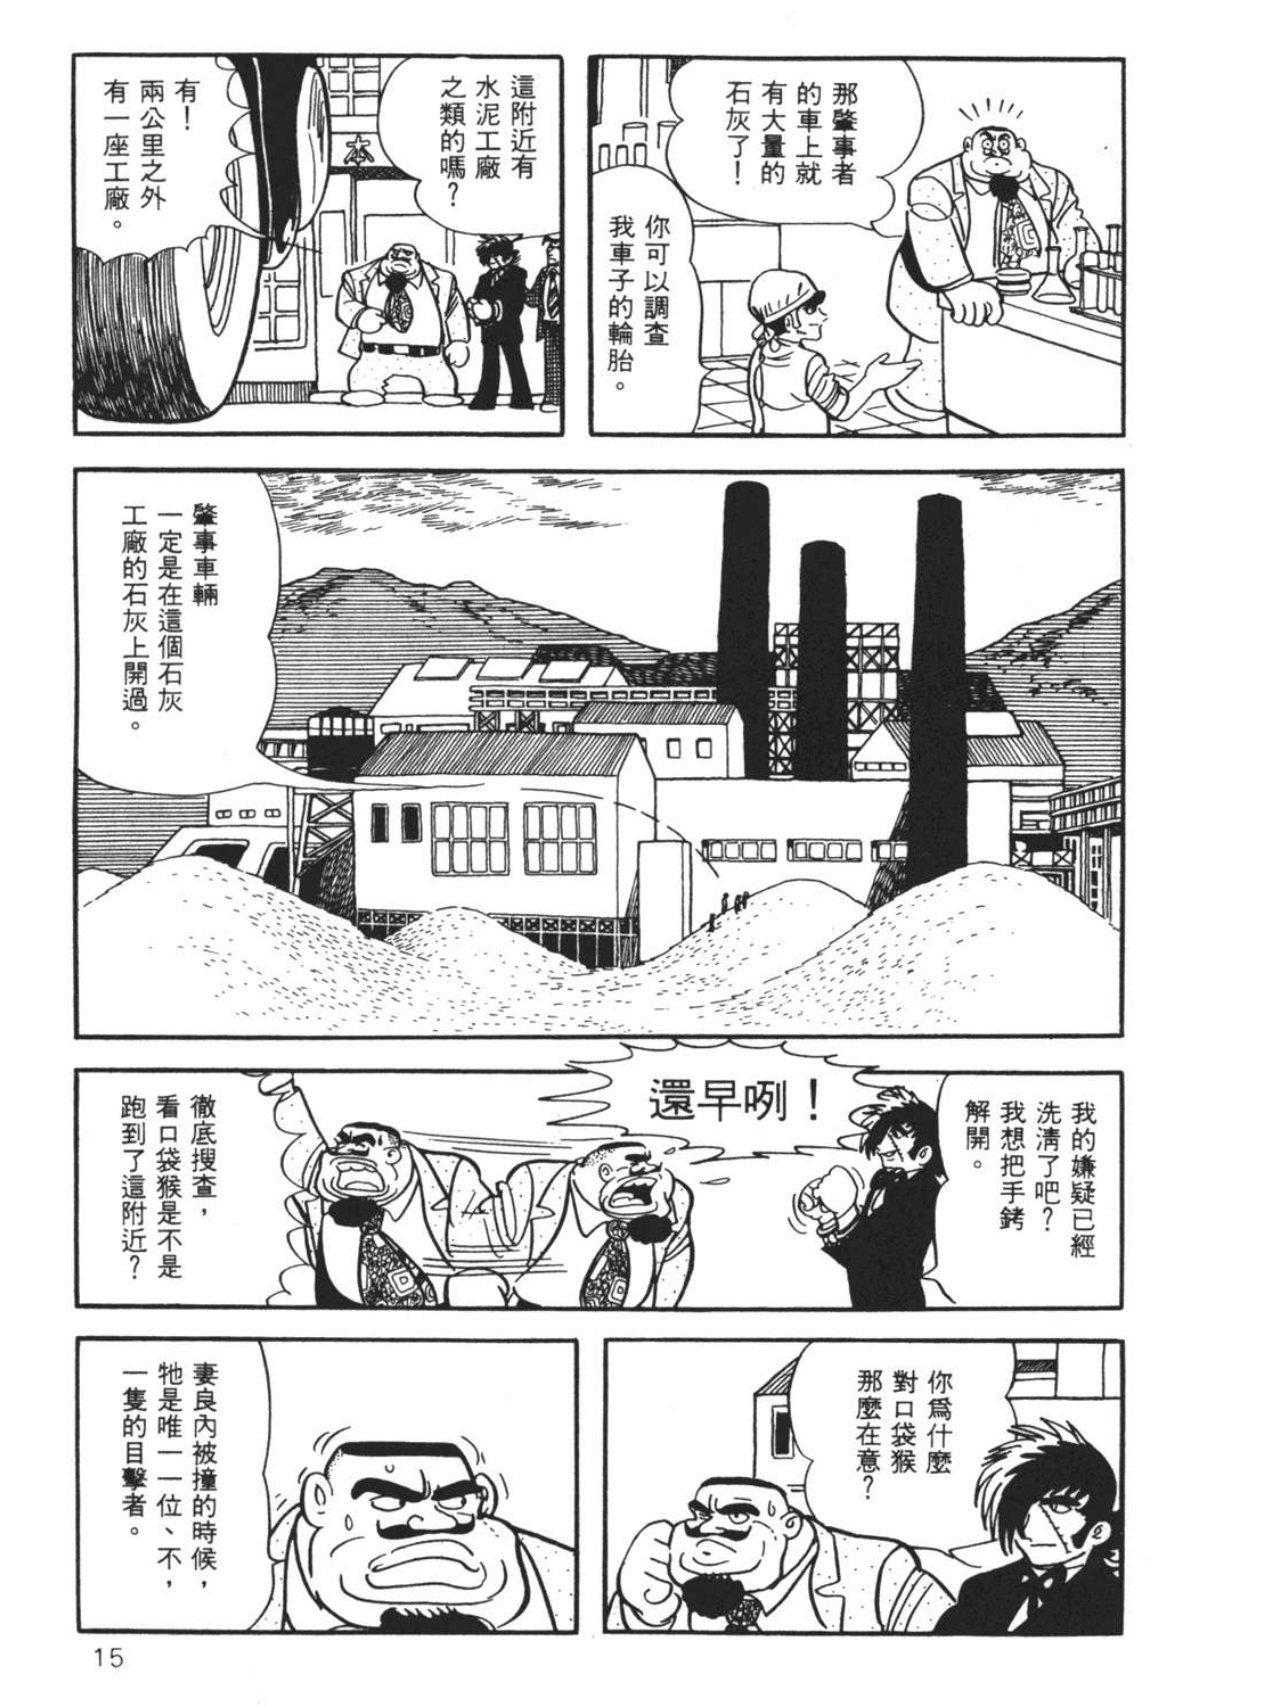 那肇事者
的車上就
有大量的
石灰了！
你可以調查
我車子的輪胎。
這附近有
水泥工廠
之類的嗎？
本
有！
兩公里之外
有一座工廠。
肇事車輛
一定是在這個石灰
工廠的石灰上開過。
我的嫌疑已經
洗清了吧？
我想把手銬
解開。
還早咧！
徹底搜查，
看口袋猴是不是
跑到了這附近？
你為什麼
對口袋猴
那麼在意？
妻良內被撞的時候，
牠是唯一一位、不，
一隻的目擊者。
15